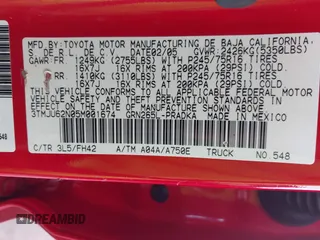 MFD BY:TOYOTA MOTOR MANUFACTURING DE BAJA CALIFORNIA.
S. DE R.L. DE C.V. DATE:02/05 GVWR 2426KG(5350LBS)
GAWR FR. 1249KG (2755LBS) WITH P245/75R16 TIRES
16X7J 16X7J RIMS AT 200KPA (29PSI) COLD
RR. 1410KG (3110LBS) WITH P245/75R16 TIRES
16X7J RIMS AT 200KPA (29PSI) COLD
THIS VEHICLE CONFORMS TO ALL APPLICABLE FEDERAL MOTOR
VEHICLE SAFETY STANDARDS IN EFFECT ON THE DATE
OF MANUFACTURE SHOWN ABOVE.
3TMJU62N05M001674 GRN265L-PRADKA MADE IN MEXICO
C/TR 3L5/FH42 A/TM A04A/A750E TRUCK NO.548
548
DREAMBID